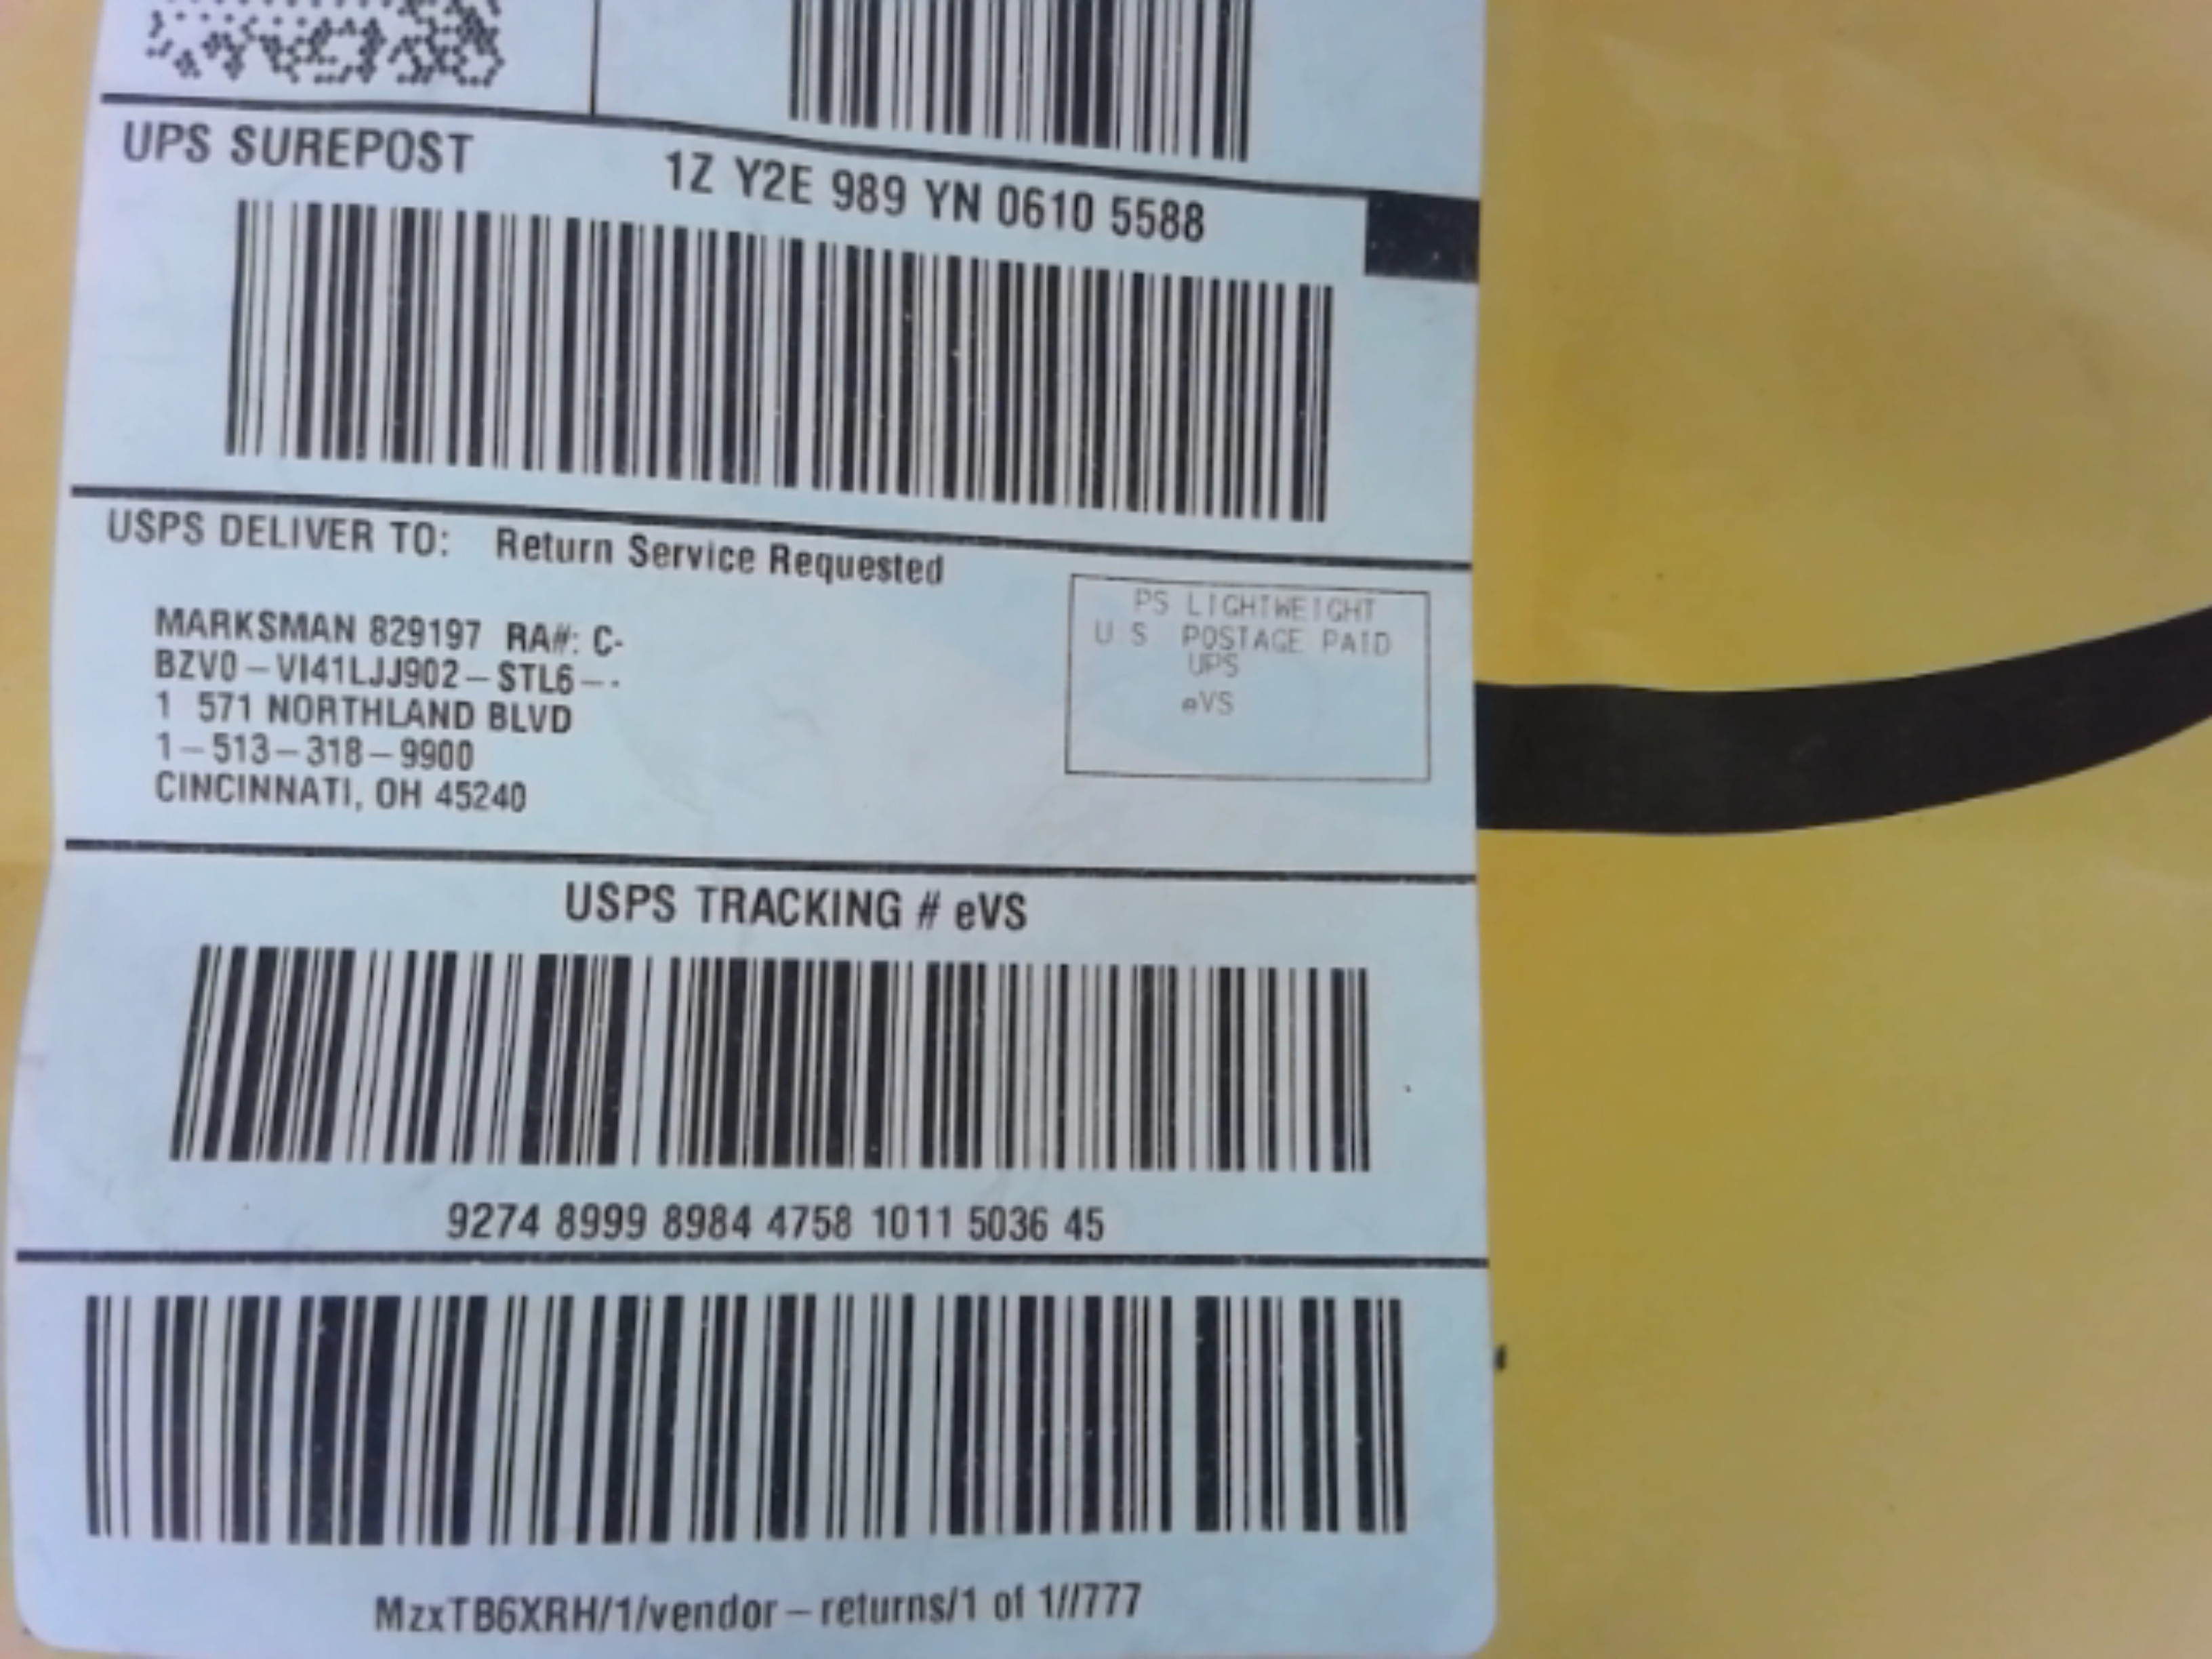 UPS SUREPOST
1Z Y2E 989 YN 0610 5588
USPS DELIVER TO: Return Service Requested
MARKSMAN 829197 RA#: C-
BZV0-VI41LJJ902-STL6--
1 571 NORTHLAND BLVD
1-513-318-9900
CINCINNATI, OH 45240
PS LIGHTWEIGHT
U S POSTAGE PAID
UPS
eVS
USPS TRACKING # eVS
9274 8999 8984 4758 1011 5036 45
MzxTB6XRH/1/vendor-returns/1 of 1//777